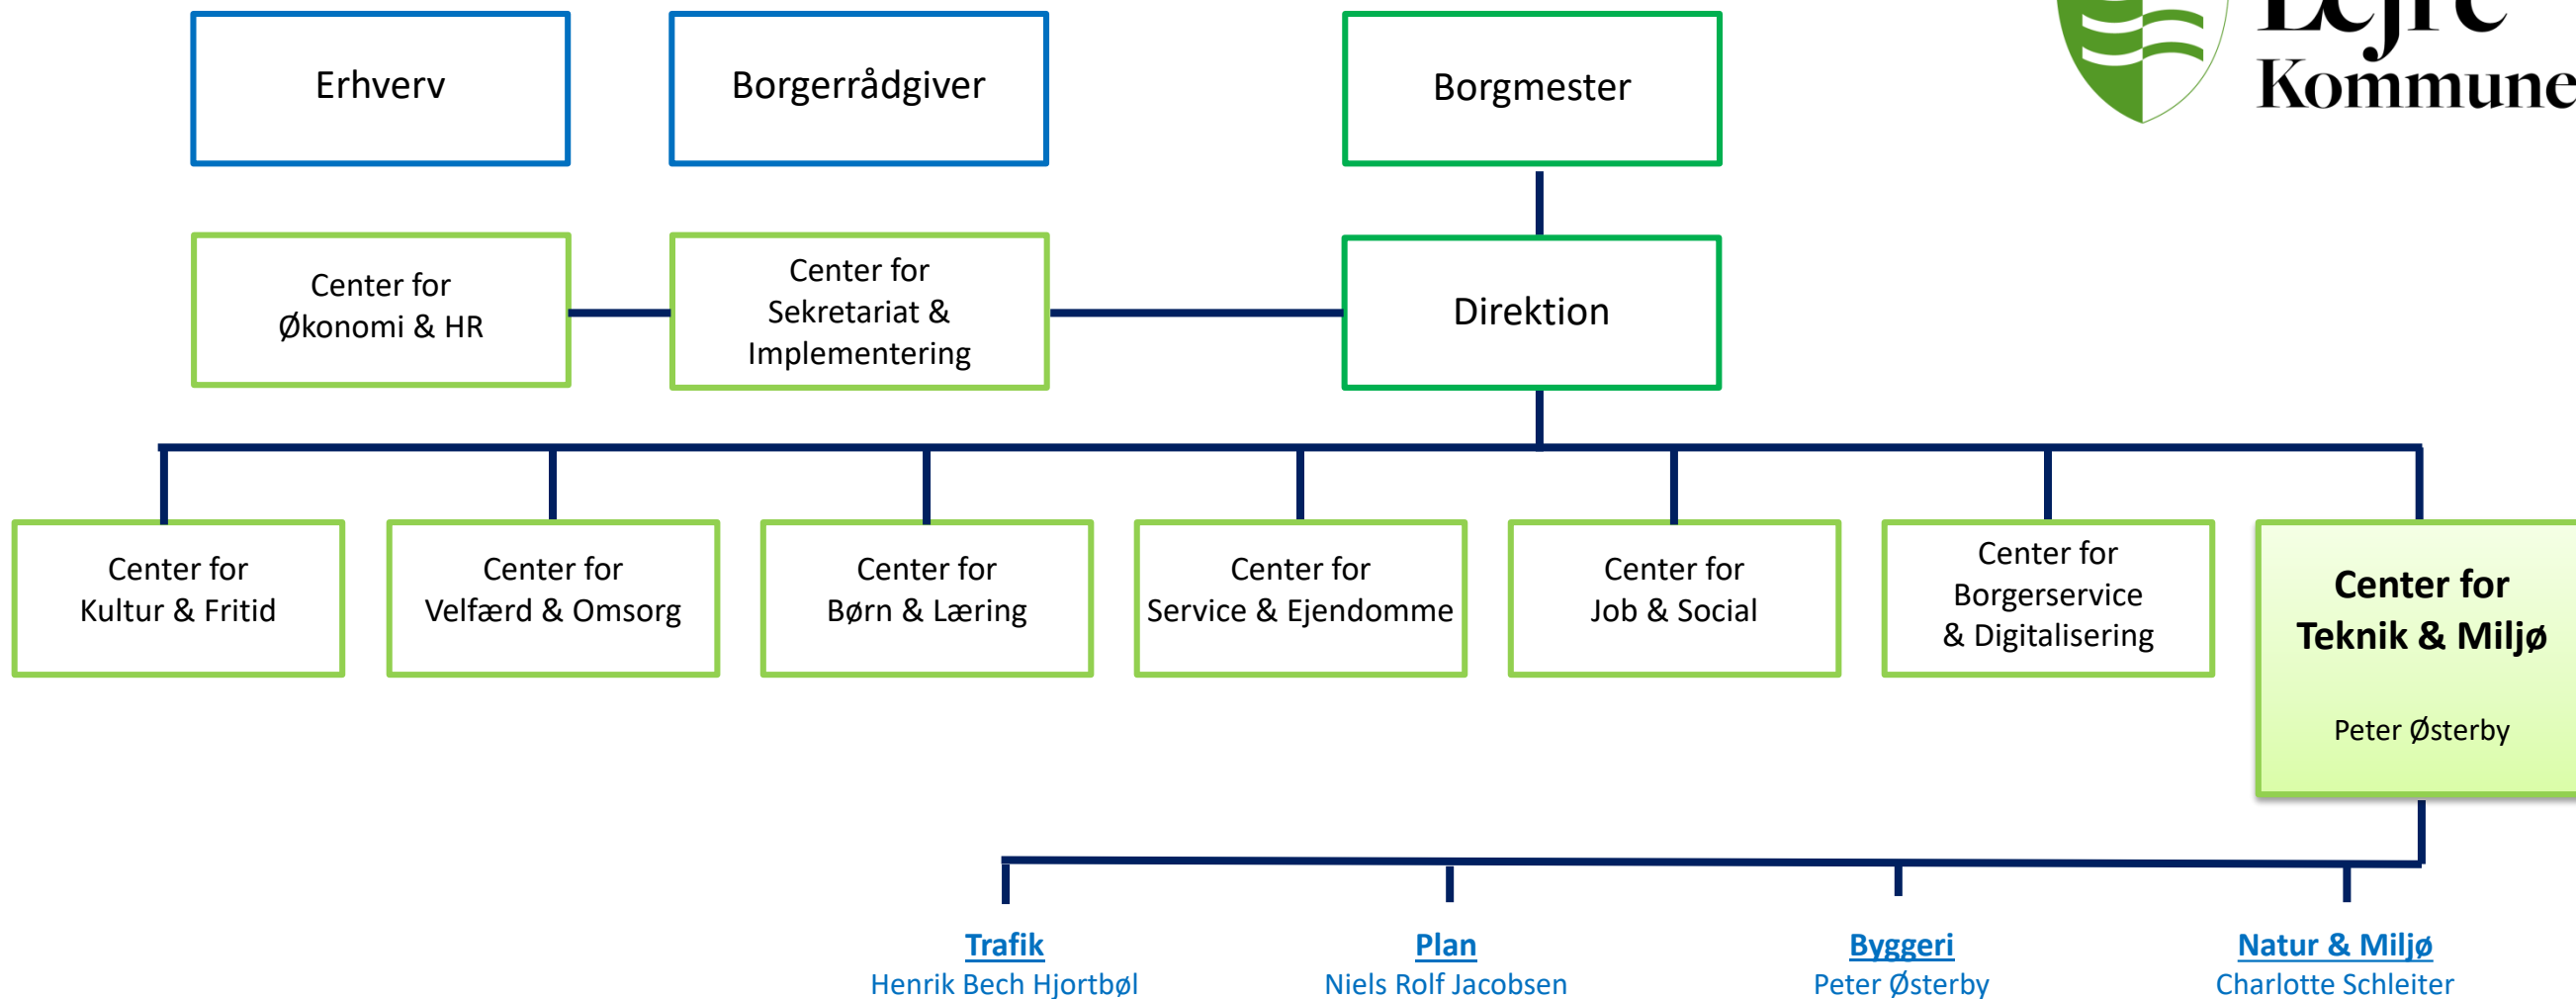 Lejre
Kommune
Erhverv
Borgerrådgiver
Borgmester
Center for
Økonomi & HR
Center for
Sekretariat &
Implementering
Direktion
Center for
Kultur & Fritid
Center for
Velfærd & Omsorg
Center for
Børn & Læring
Center for
Service & Ejendomme
Center for
Job & Social
Center for
Borgerservice
& Digitalisering
Center for
Teknik & Miljø
Peter Østerby
Trafik
Henrik Bech Hjortbøl
Plan
Niels Rolf Jacobsen
Byggeri
Peter Østerby
Natur & Miljø
Charlotte Schleiter